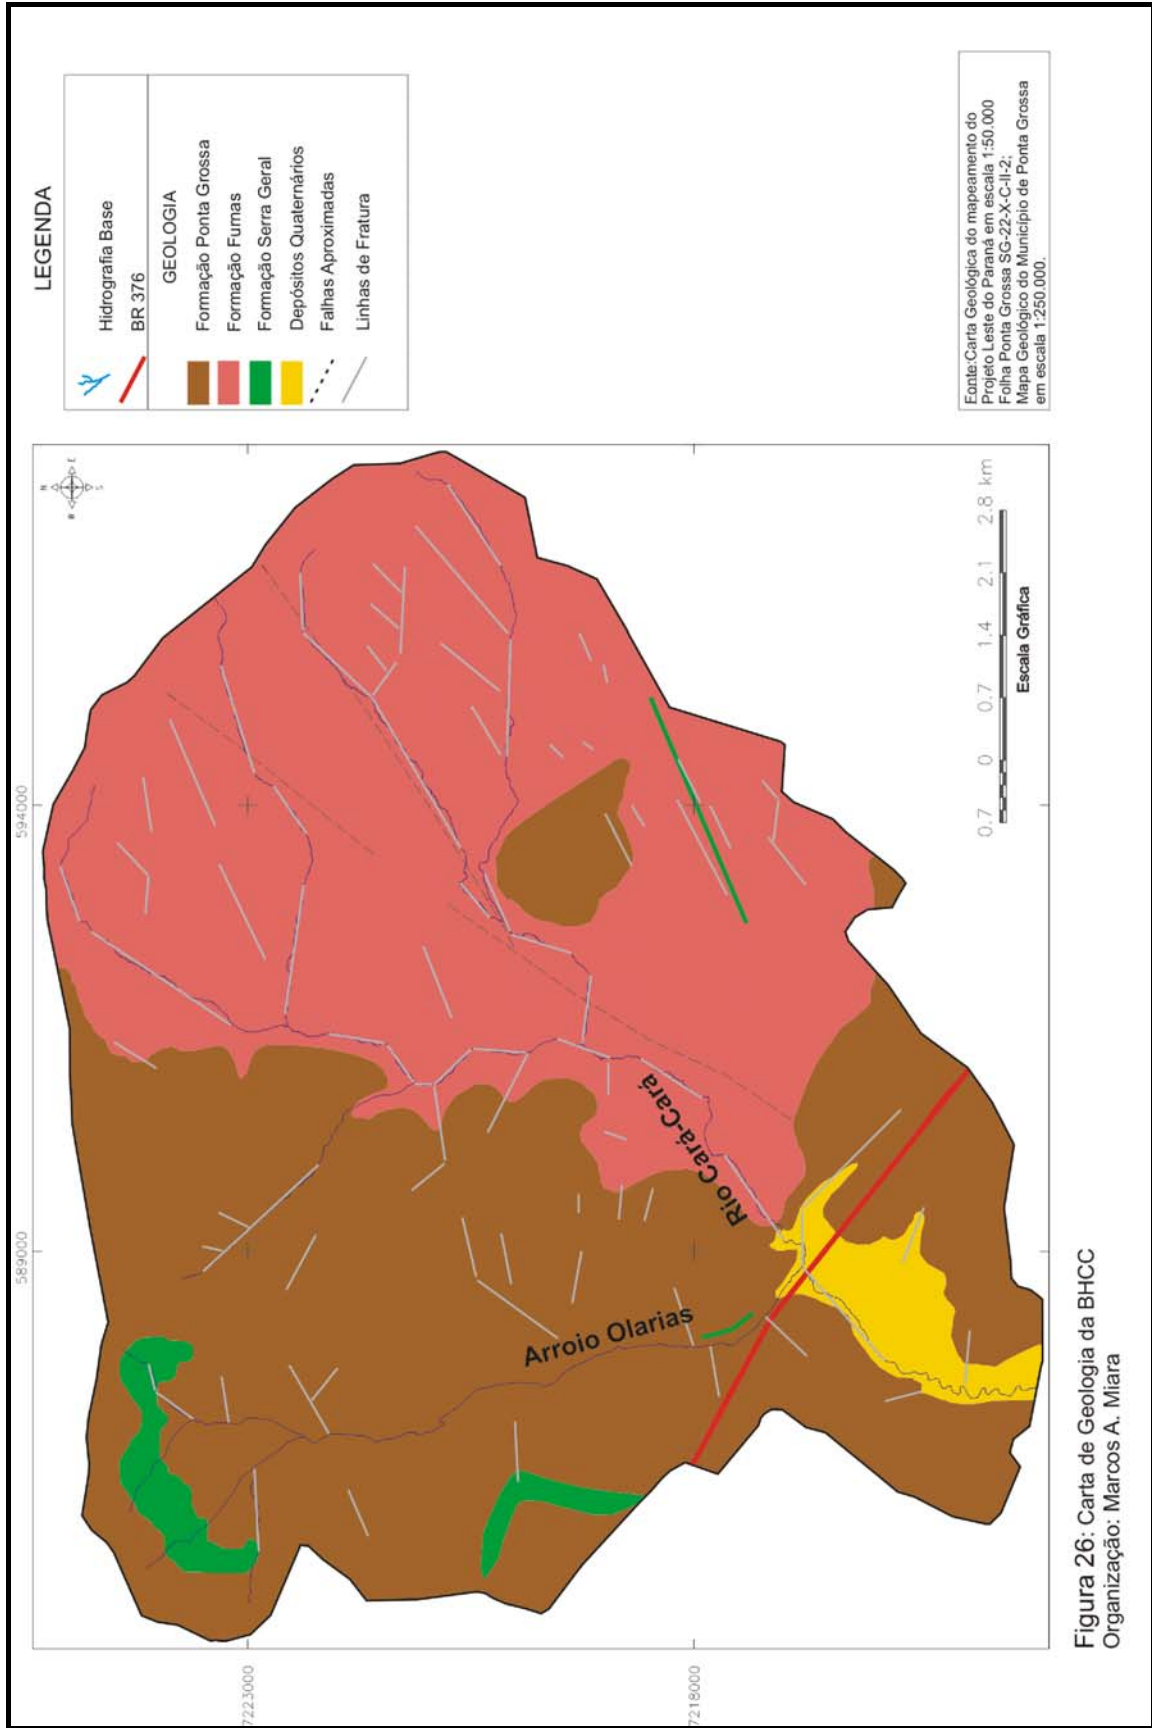 LEGENDA
Hidrografia Base
BR 376
GEOLOGIA
Formação Ponta Grossa
Formação Furnas
Formação Serra Geral
Depósitos Quaternários
Falhas Aproximadas
Linhas de Fratura
N
W
E
S
589000
594000
7223000
7218000
Arroio Olarias
Rio Cará-Cará
0.7 0 0.7 1.4 2.1 2.8 km
Escala Gráfica
Fonte:Carta Geológica do mapeamento do
Projeto Leste do Paraná em escala 1:50.000
Folha Ponta Grossa SG-22-X-C-II-2;
Mapa Geológico do Município de Ponta Grossa
em escala 1:250.000.
Figura 26: Carta de Geologia da BHCC
Organização: Marcos A. Miara